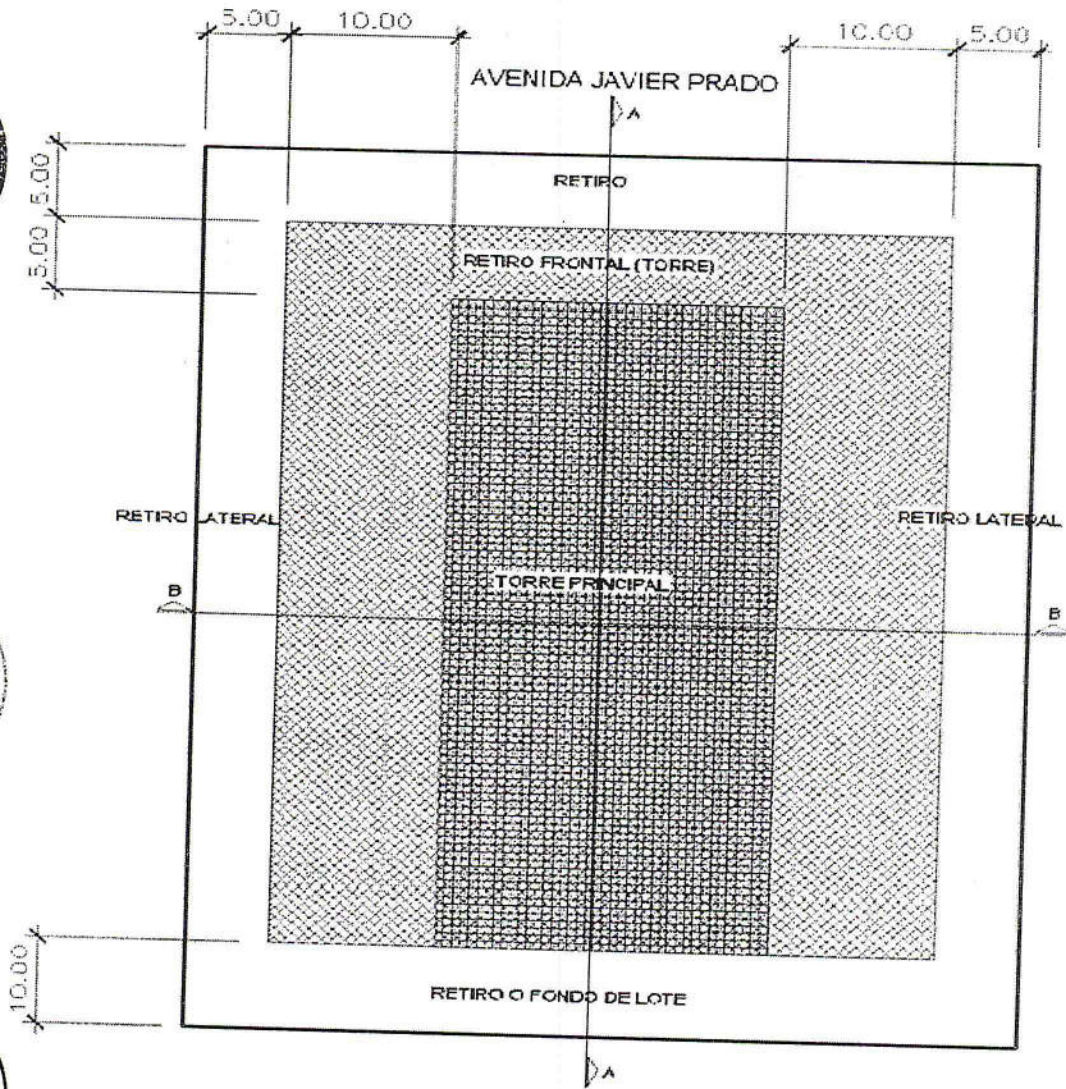 5.00 10.00 10.00 5.00
AVENIDA JAVIER PRADO
A
5.00
RETIRO
5.00
RETIRO FRONTAL (TORRE)
RETIRO LATERAL
RETIRO LATERAL
TORRE PRINCIPAL
B
B
10.00
RETIRO O FONDO DE LOTE
A